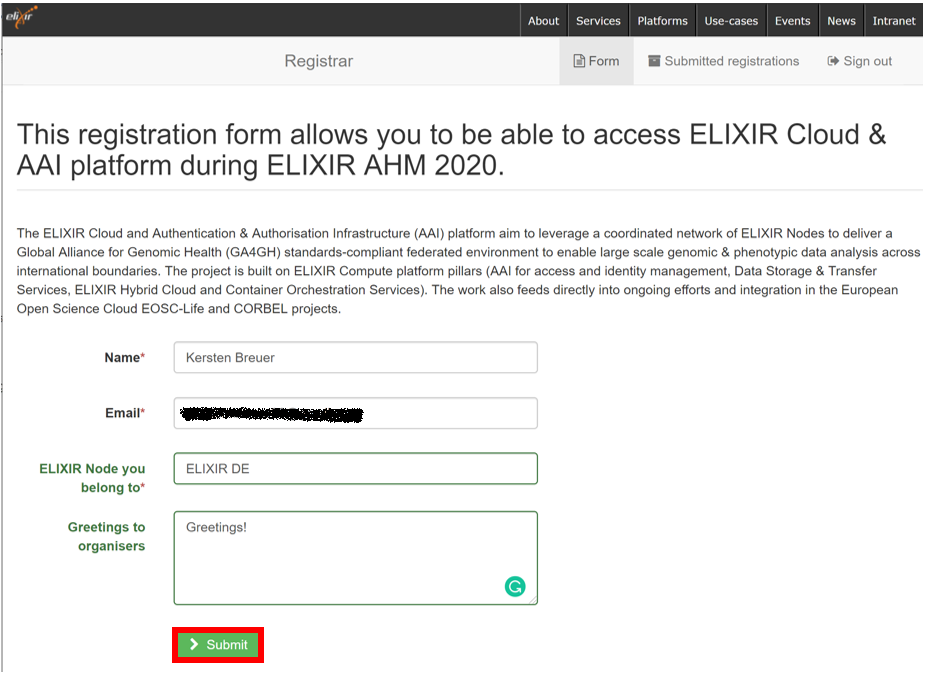 elixir
About Services Platforms Use-cases Events News Intranet
Registrar Form Submitted registrations Sign out
This registration form allows you to be able to access ELIXIR Cloud &
AAI platform during ELIXIR AHM 2020.
The ELIXIR Cloud and Authentication & Authorisation Infrastructure (AAI) platform aim to leverage a coordinated network of ELIXIR Nodes to deliver a
Global Alliance for Genomic Health (GA4GH) standards-compliant federated environment to enable large scale genomic & phenotypic data analysis across
international boundaries. The project is built on ELIXIR Compute platform pillars (AAI for access and identity management, Data Storage & Transfer
Services, ELIXIR Hybrid Cloud and Container Orchestration Services). The work also feeds directly into ongoing efforts and integration in the European
Open Science Cloud EOSC-Life and CORBEL projects.
Name* Kersten Breuer
Email*
ELIXIR Node you
belong to*
ELIXIR DE
Greetings to
organisers
Greetings!
Submit